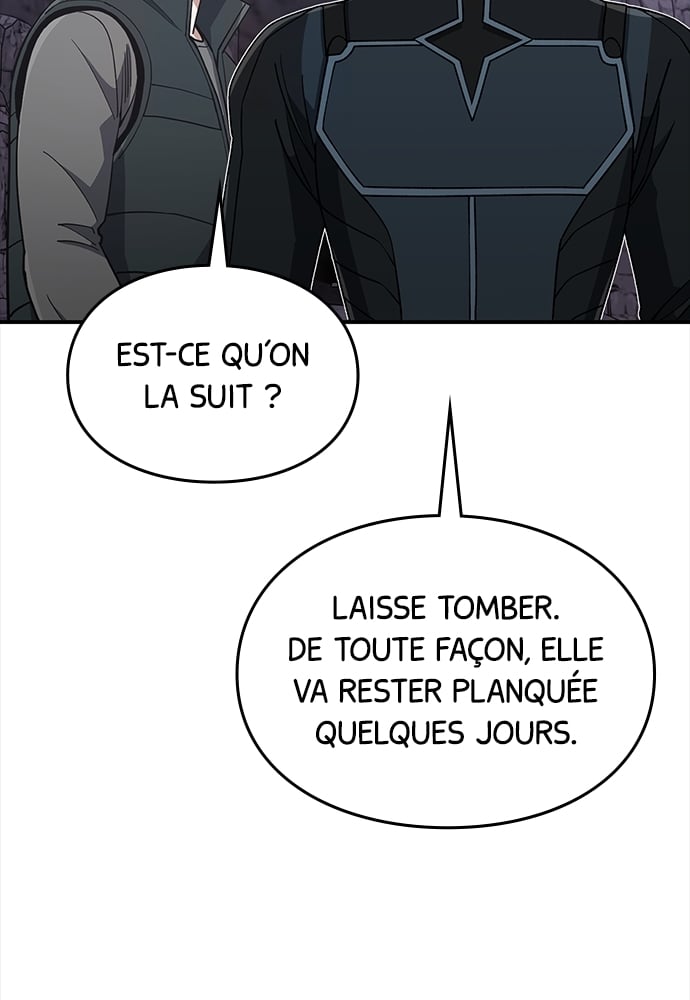 EST-CE QU'ON
LA SUIT ?
LAISSE TOMBER.
DE TOUTE FAÇON, ELLE
VA RESTER PLANQUÉE
QUELQUES JOURS.